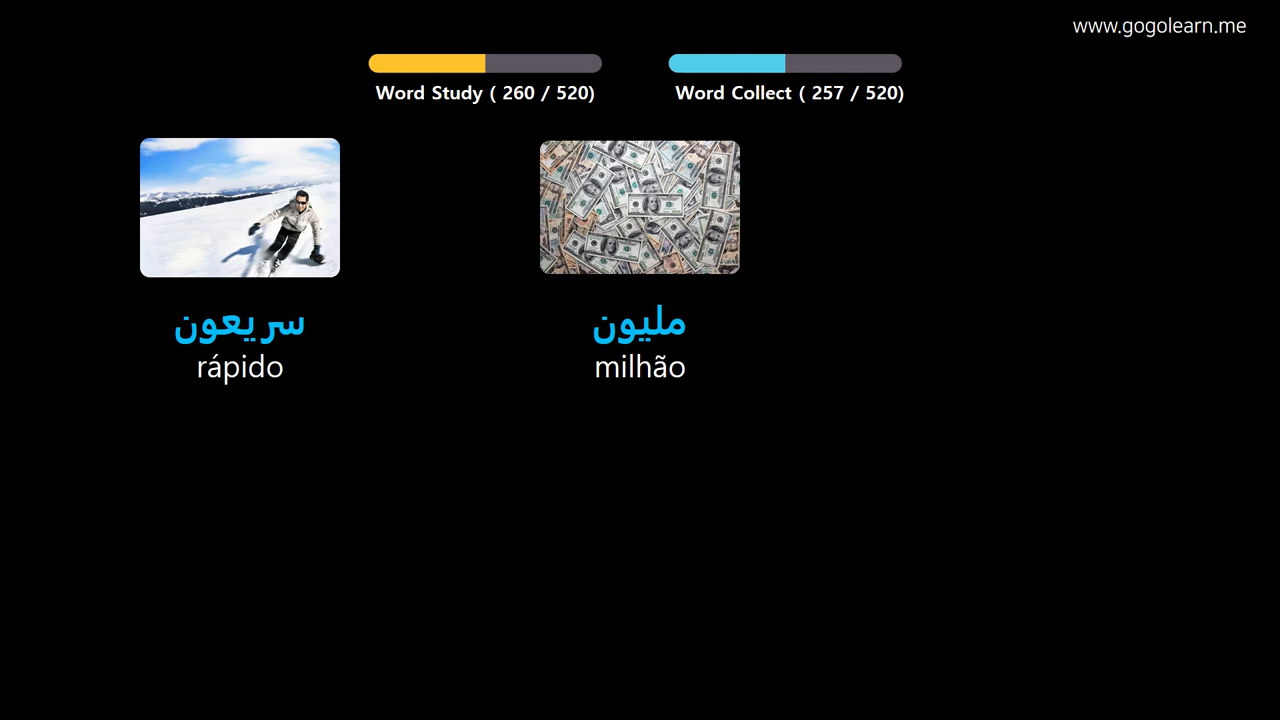 www.gogolearn.me
Word Study ( 260 / 520)
Word Collect ( 257 / 520)
سريعون
rápido
مليون
milhão